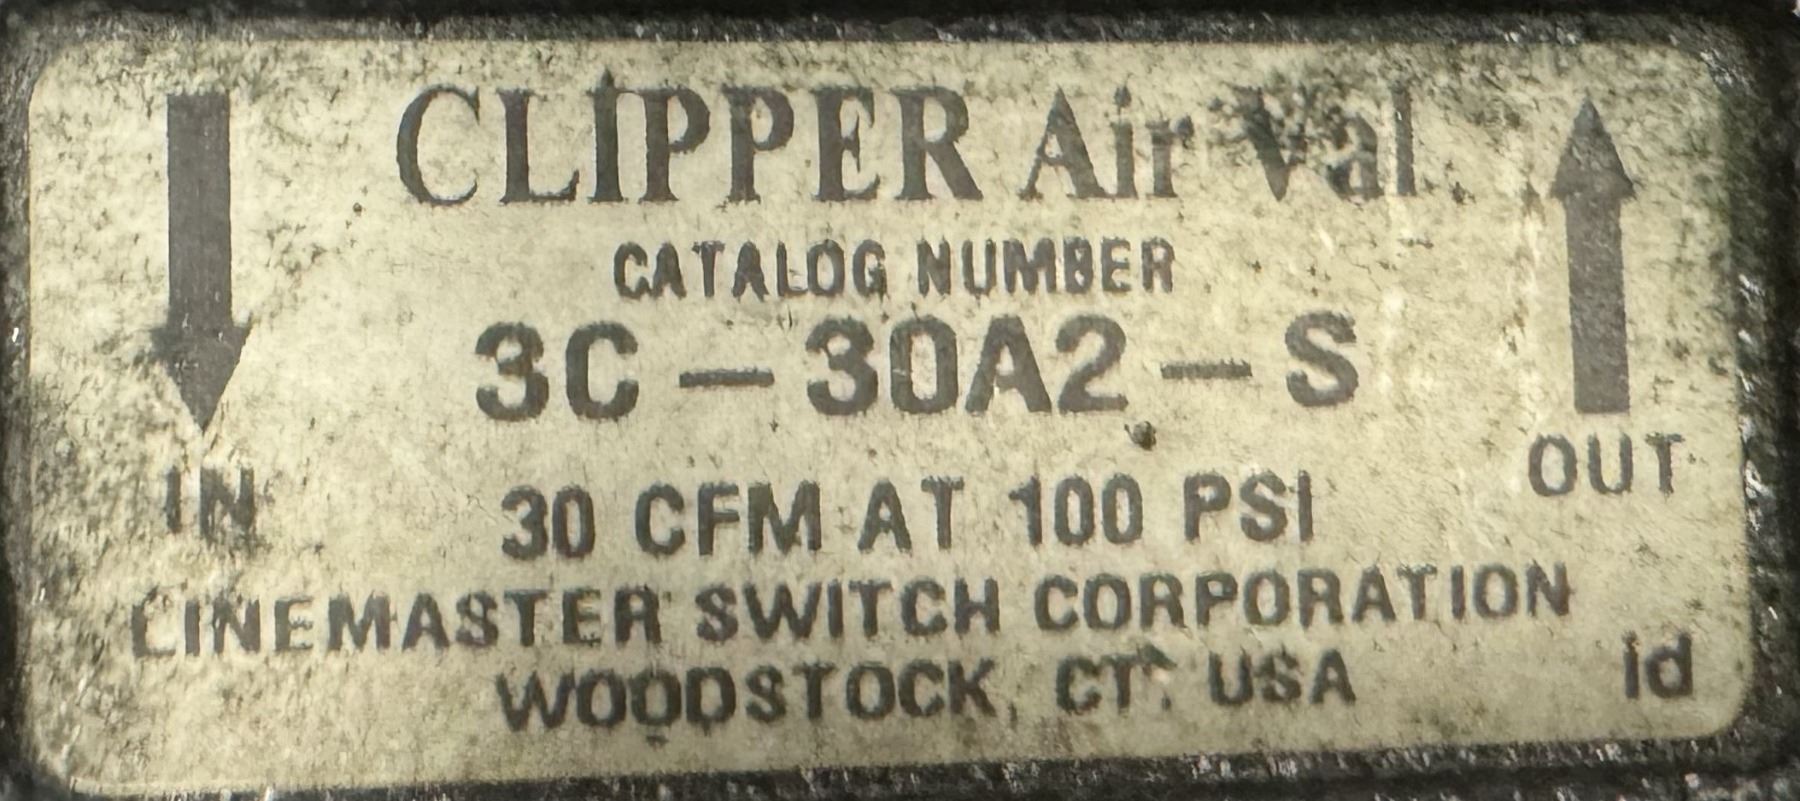 CLIPPER Air Val
CATALOG NUMBER
3C - 30A2 - S
IN
OUT
30 CFM AT 100 PSI
LINEMASTER SWITCH CORPORATION
WOODSTOCK, CT. USA
id